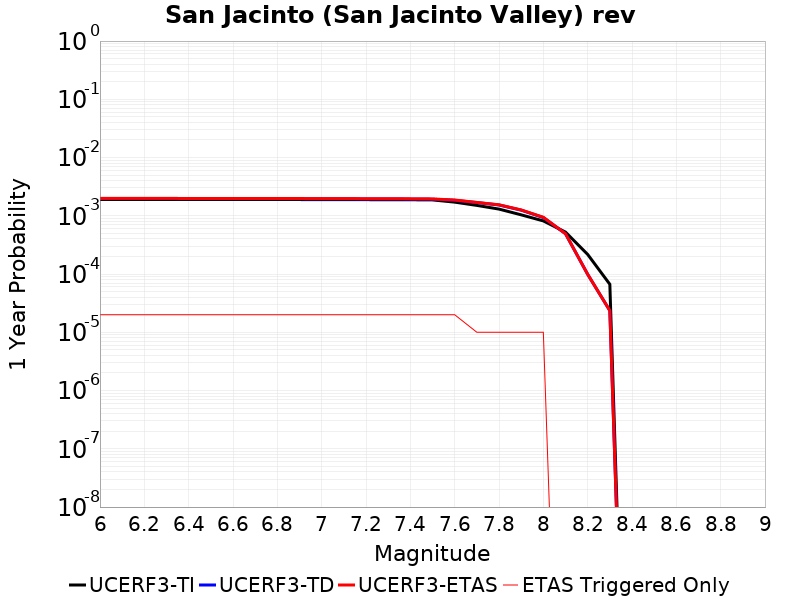 San Jacinto (San Jacinto Valley) rev
10^0
10^-1
10^-2
10^-3
10^-4
10^-5
10^-6
10^-7
10^-8
1 Year Probability
6 6.2 6.4 6.6 6.8 7 7.2 7.4 7.6 7.8 8 8.2 8.4 8.6 8.8 9
Magnitude
UCERF3-TI UCERF3-TD UCERF3-ETAS ETAS Triggered Only